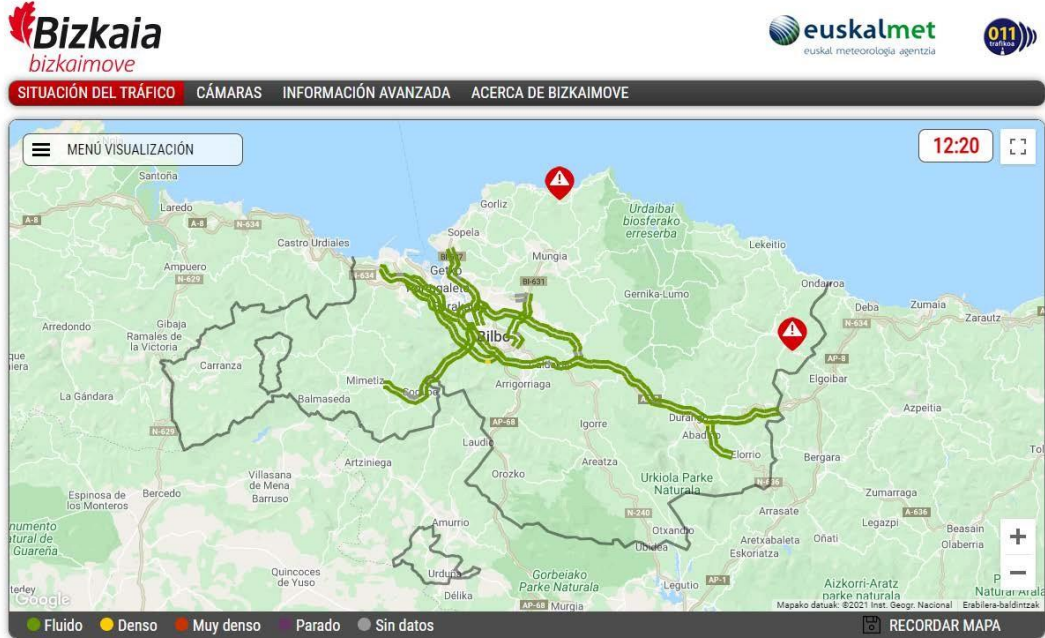 Bizkaia
bizkaimove
euskalmet
euskal meteorologia agentzia
011
trafikoa
SITUACIÓN DEL TRÁFICO CÁMARAS INFORMACIÓN AVANZADA ACERCA DE BIZKAIMOVE
MENÚ VISUALIZACIÓN
12:20
Santoña
Laredo
A-8
A-8
N-634
Castro Urdiales
Gorliz
Sopela
Urdaibai
biosferako
erreserba
Lekeitio
Mungia
Ampuero
N-629
N-634
Getxo
BI-631
Gernika-Lumo
Ondarroa
Deba
Zumaia
Zarautz
N-634
Arredondo
Gibaja
Ramales de
la Victoria
Bilbo
AP-8
Carranza
Elgoibar
La Gándara
Mimetiz
Balmaseda
Arrigorriaga
Azpeitia
N-629
AP-68
Igorre
Laudio
Elorrio
Bergara
Artziniega
Areatza
Villasana
de Mena
Barruso
Orozko
Urkiola Parke
Naturala
N-636
Espinosa de
los Monteros
Bercedo
Zumarraga
N-240
Arrasate
A-636
Legazpi
Beasain
Amurrio
Otxandio
Ubidea
Aretxabaleta
Eskoriatza
Oñati
Olaberria
Quincoces
de Yuso
Urduña
Gorbeiako
Parke Naturala
Legutio
AP-1
Aizkorri-Aratz
parke naturala
Délika
AP-68
Murgia
Google
Mapako datuak: ©2021 Inst. Geogr. Nacional Erabilera-baldintzak
Fluido Denso Muy denso Parado Sin datos
RECORDAR MAPA